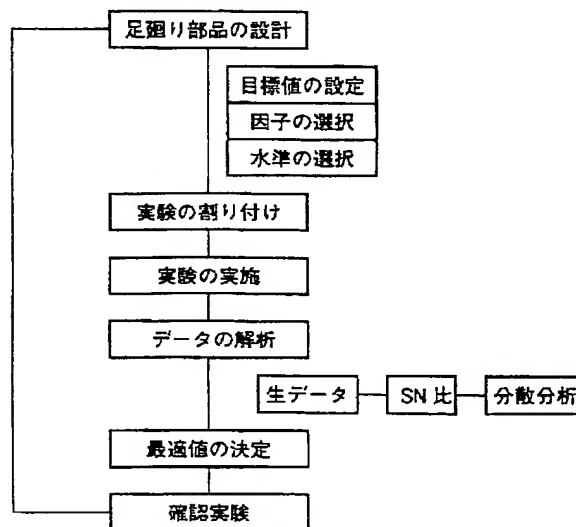 足廻り部品の設計
目標値の設定
因子の選択
水準の選択
実験の割り付け
実験の実施
データの解析
生データ
SN 比
分散分析
最適値の決定
確認実験